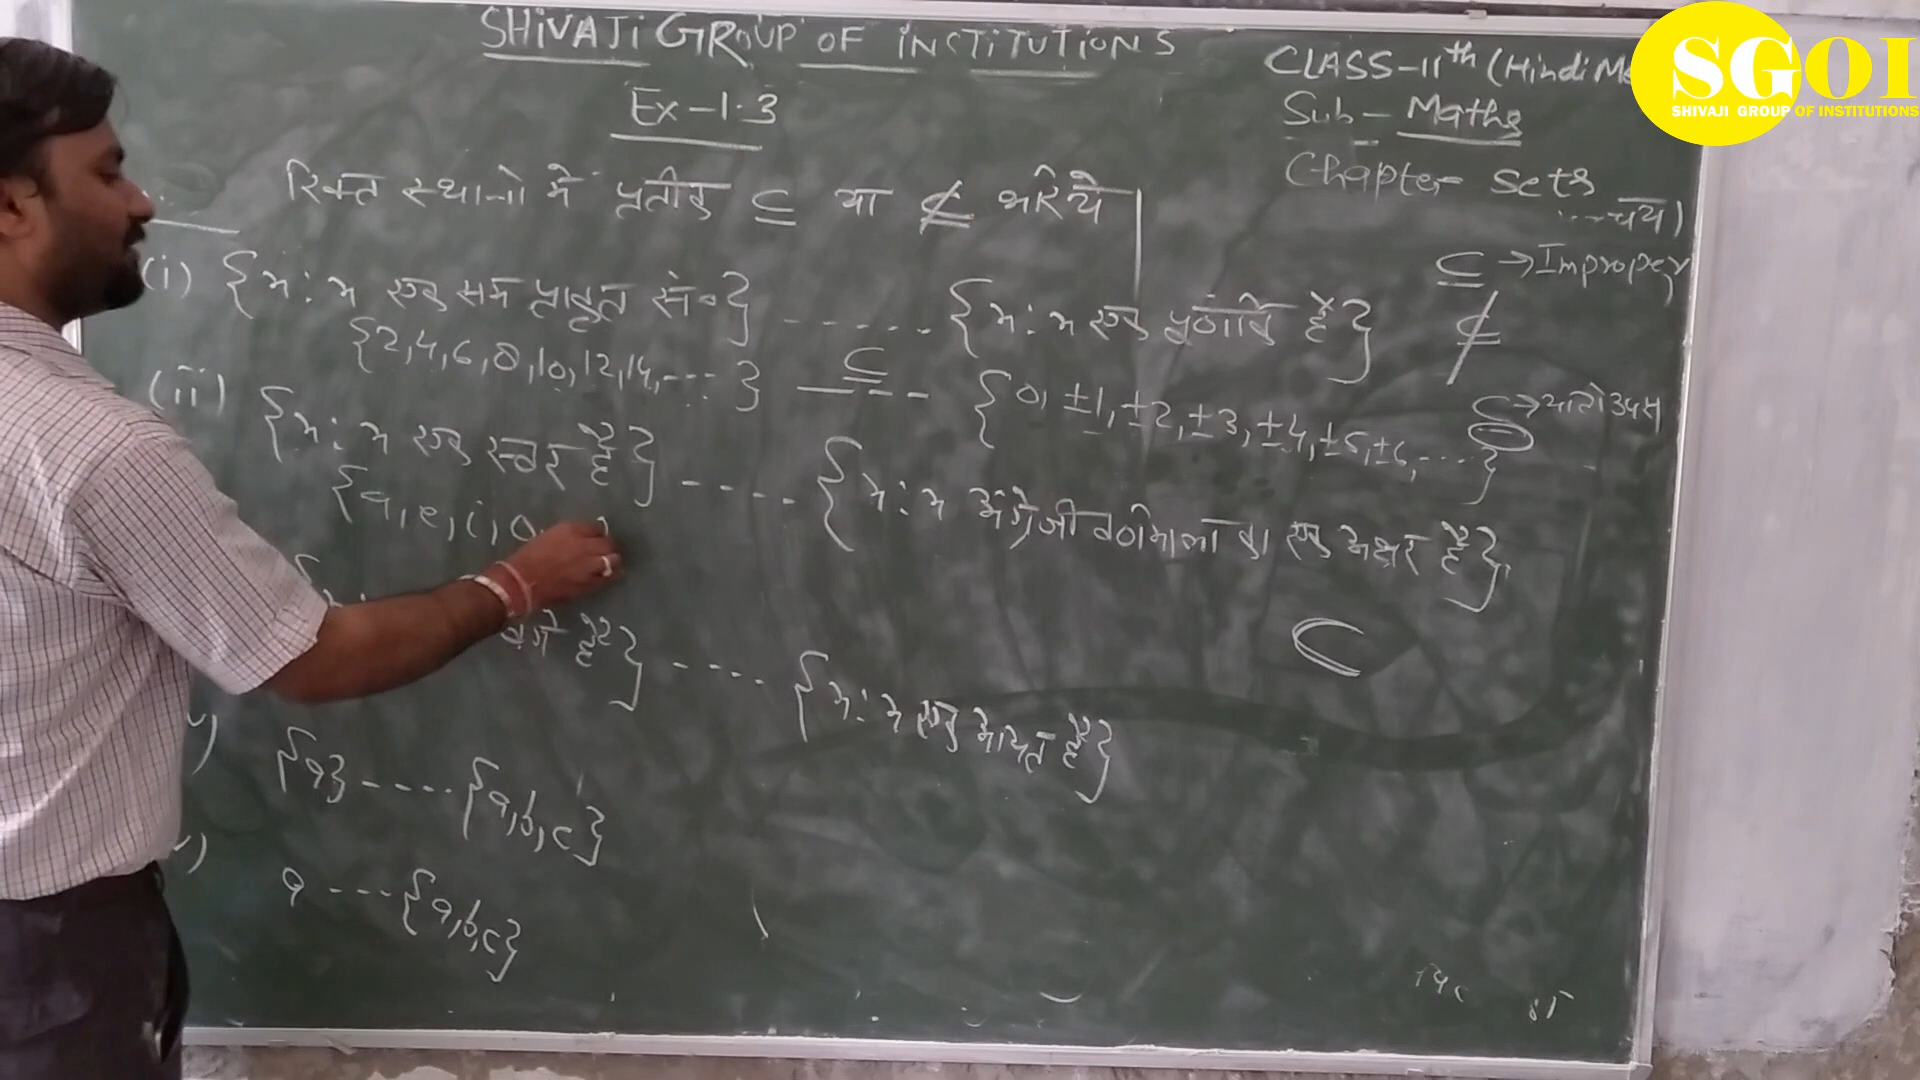 SHIVAJI GROUP OF INSTITUTIONS
CLASS-11th (Hindi
Sub - Maths
Chapter - Sets
SGOI
SHIVAJI GROUP OF INSTITUTIONS
Ex-1.3
रिक्त स्थानो में प्रतीक ⊆ या ⊄ भरिये
⊆ → Improper
(i) {x : x एक सम प्राकृत सं०} ...... {x : x एक पूर्णांक है}
{2,4,6,8,10,12,14,....} ---- ⊆ - {0, ±1, ±2, ±3, ±4, ±5, ±6, ....}
(ii) {x : x एक स्वर है} ..... {x : x अंग्रेजी वर्णमाला का एक अक्षर है}
{a, e, i, o
वर्ग है} .... {x : x एक आयत है}
{a} ..... {a,b,c}
a .... {a,b,c}